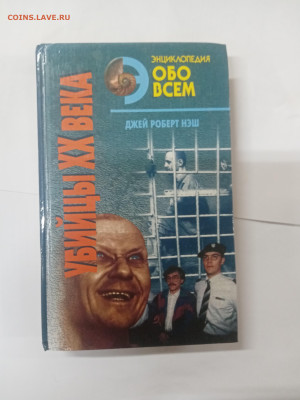 COINS.LAVE.RU
ЭНЦИКЛОПЕДИЯ
ОБО
ВСЕМ
ДЖЕЙ РОБЕРТ НЭШ
УБИЙЦЫ XX ВЕКА